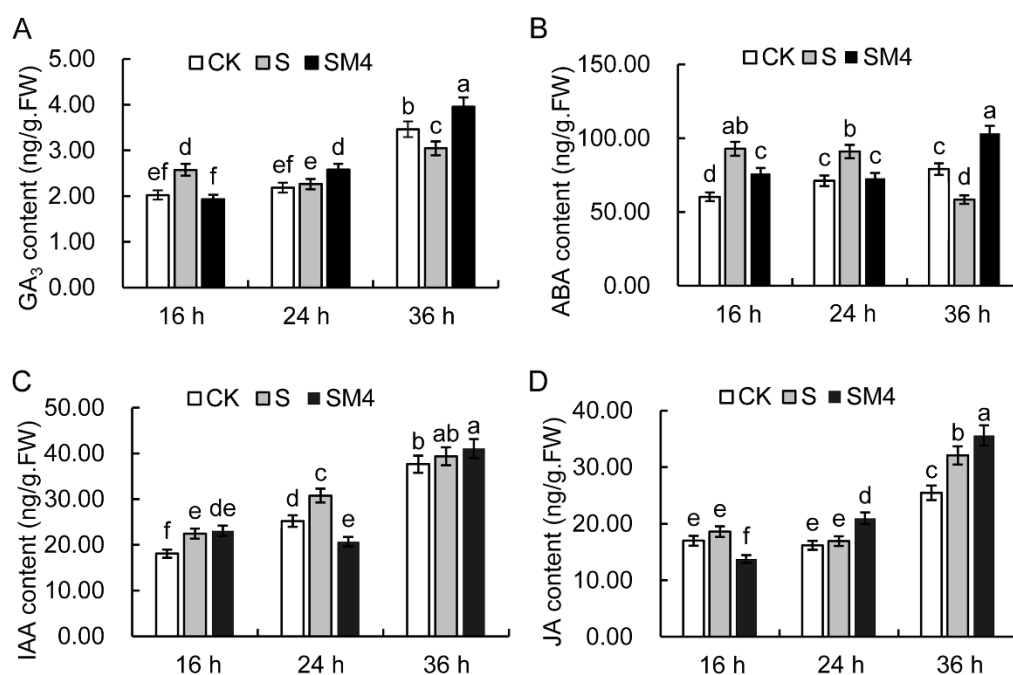 A
GA₃ content (ng/g.FW)
5.00
4.00
3.00
2.00
1.00
0.00
CK S SM4
ef d f
ef e d
b c a
16 h 24 h 36 h
B
ABA content (ng/g.FW)
150.00
100.00
50.00
0.00
CK S SM4
d ab c
c b c
c d a
16 h 24 h 36 h
C
IAA content (ng/g.FW)
50.00
40.00
30.00
20.00
10.00
0.00
CK S SM4
f e de
d c e
b ab a
16 h 24 h 36 h
D
JA content (ng/g.FW)
40.00
30.00
20.00
10.00
0.00
CK S SM4
e e f
e e d
c b a
16 h 24 h 36 h